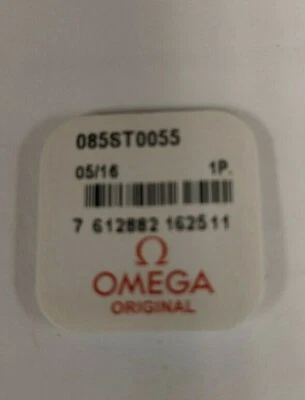 085ST0055
05/16 1P.
7 612882 162511
Ω
OMEGA
ORIGINAL